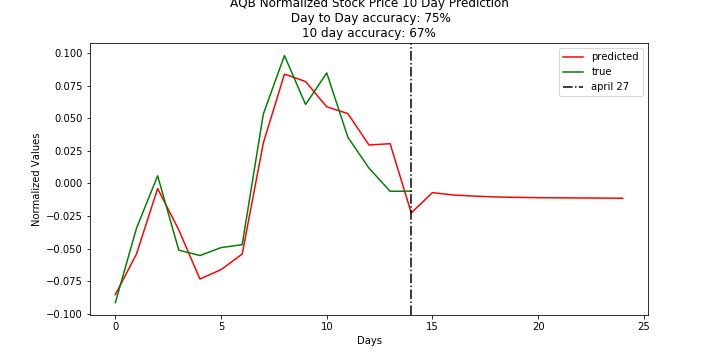 AQB Normalized Stock Price 10 Day Prediction
Day to Day accuracy: 75%
10 day accuracy: 67%
0.100
0.075
0.050
0.025
0.000
−0.025
−0.050
−0.075
−0.100
Normalized Values
0
5
10
15
20
25
Days
predicted
true
april 27